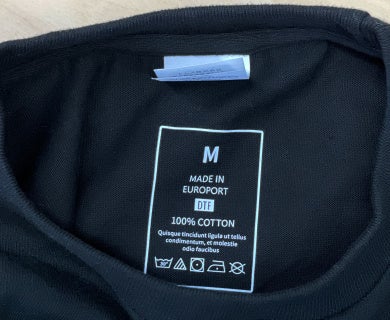 M
MADE IN
EUROPORT
DTF
100% COTTON
Quisque tincidunt ligula ut tellus
condimentum, et molestie
odio faucibus